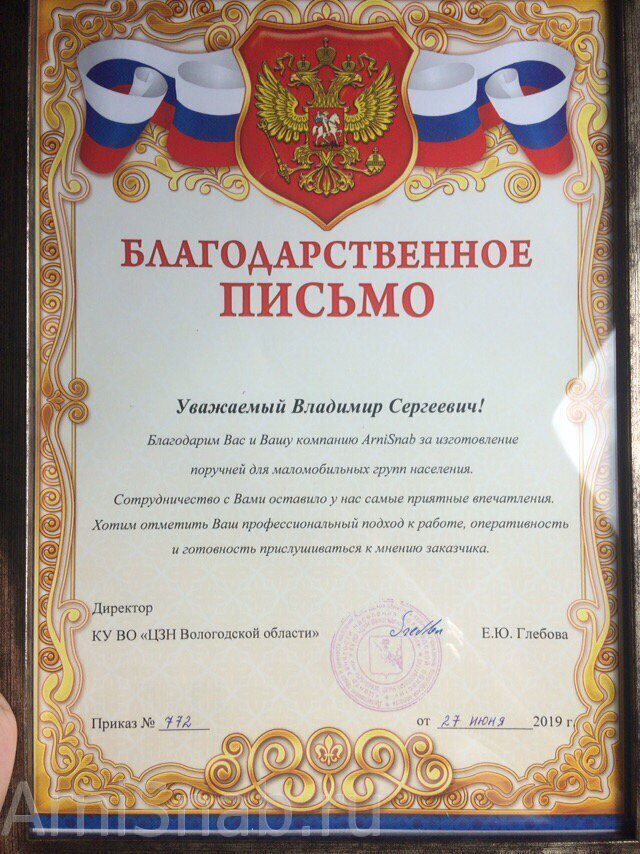 БЛАГОДАРСТВЕННОЕ
ПИСЬМО
Уважаемый Владимир Сергеевич!
Благодарим Вас и Вашу компанию ArniSnab за изготовление
поручней для маломобильных групп населения.
Сотрудничество с Вами оставило у нас самые приятные впечатления.
Хотим отметить Ваш профессиональный подход к работе, оперативность
и готовность прислушиваться к мнению заказчика.
Директор
КУ ВО «ЦЗН Вологодской области» Е.Ю. Глебова
Приказ № 772 от 27 июня 2019 г.
ArniSnab.ru